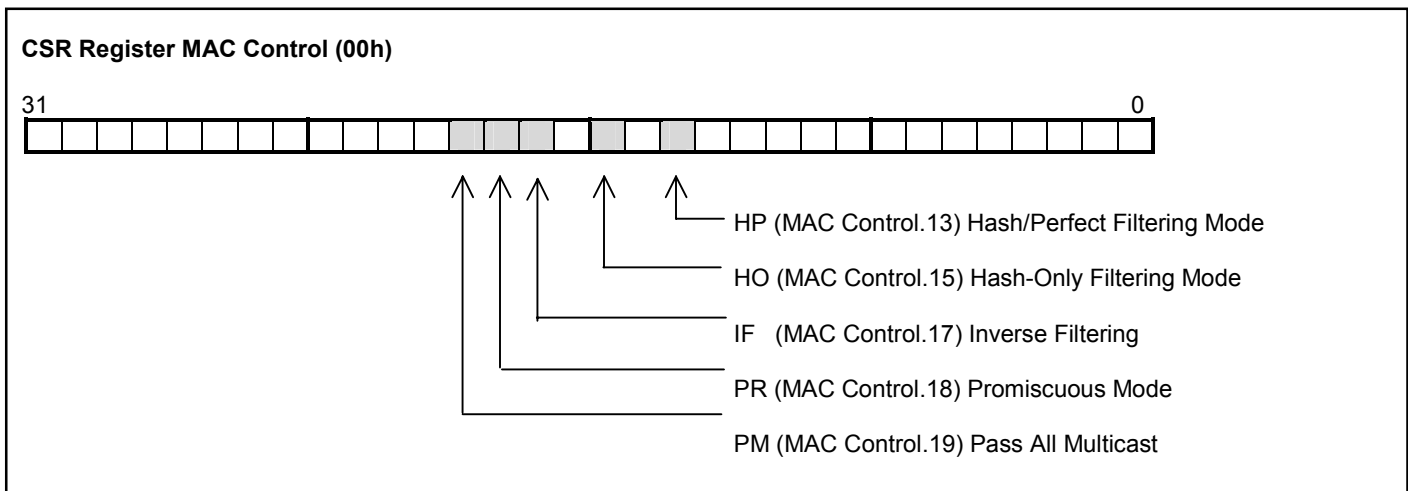 CSR Register MAC Control (00h)
31 0
HP (MAC Control.13) Hash/Perfect Filtering Mode
HO (MAC Control.15) Hash-Only Filtering Mode
IF (MAC Control.17) Inverse Filtering
PR (MAC Control.18) Promiscuous Mode
PM (MAC Control.19) Pass All Multicast